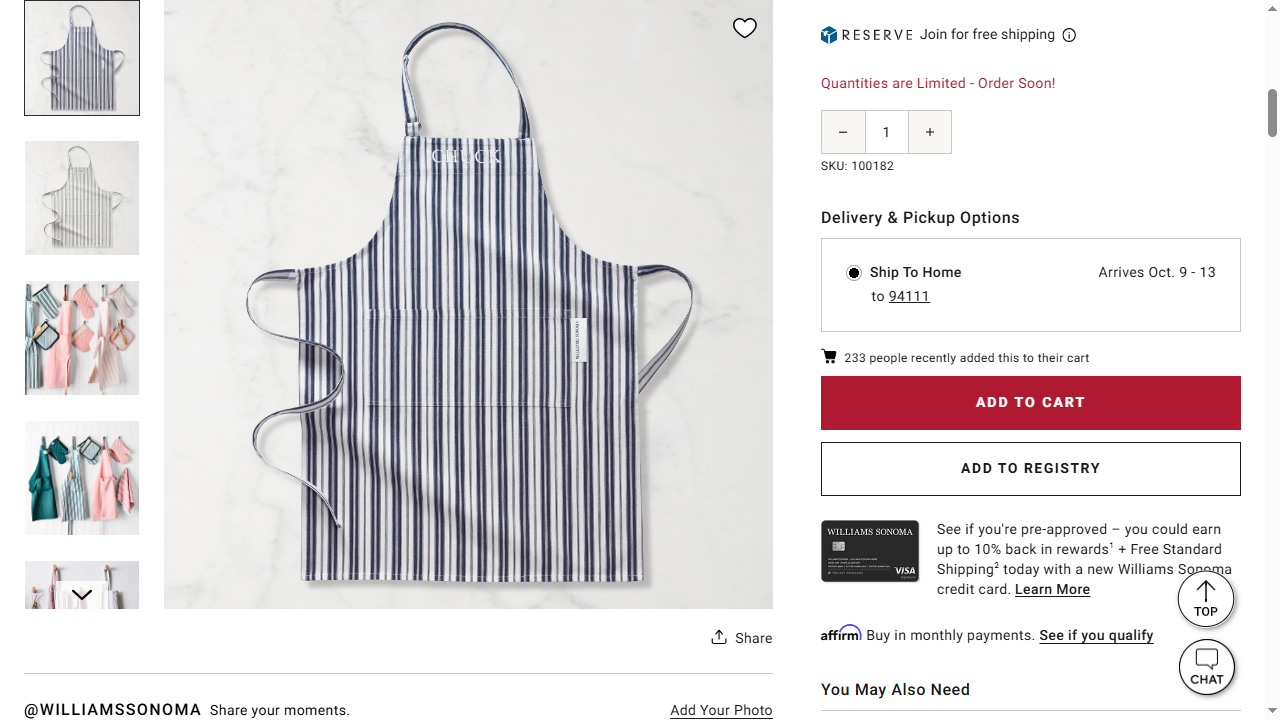 RESERVE Join for free shipping
Quantities are Limited - Order Soon!
− 1 +
SKU: 100182
Delivery & Pickup Options
Ship To Home Arrives Oct. 9 - 13
to 94111
233 people recently added this to their cart
ADD TO CART
ADD TO REGISTRY
WILLIAMS SONOMA
VISA
See if you're pre-approved – you could earn
up to 10% back in rewards¹ + Free Standard
Shipping² today with a new Williams Sonoma
credit card. Learn More
affirm Buy in monthly payments. See if you qualify
You May Also Need
TOP
CHAT
CHUCK
WILLIAMS SONOMA
Share
@WILLIAMSSONOMA Share your moments.
Add Your Photo